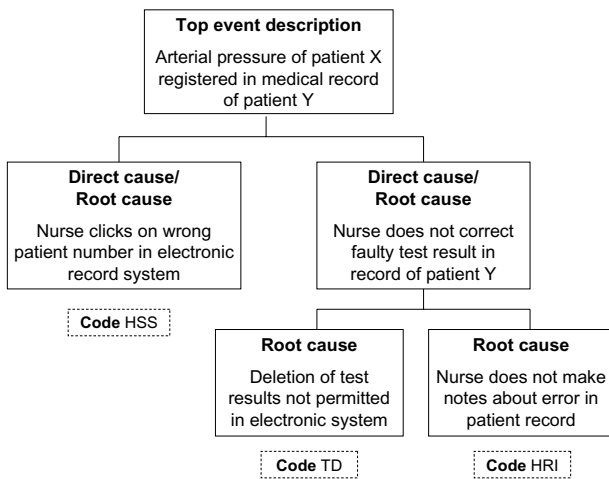 Top event description
Arterial pressure of patient X
registered in medical record
of patient Y
Direct cause/
Root cause
Nurse clicks on wrong
patient number in electronic
record system
Code HSS
Direct cause/
Root cause
Nurse does not correct
faulty test result in
record of patient Y
Root cause
Deletion of test
results not permitted
in electronic system
Code TD
Root cause
Nurse does not make
notes about error in
patient record
Code HRI